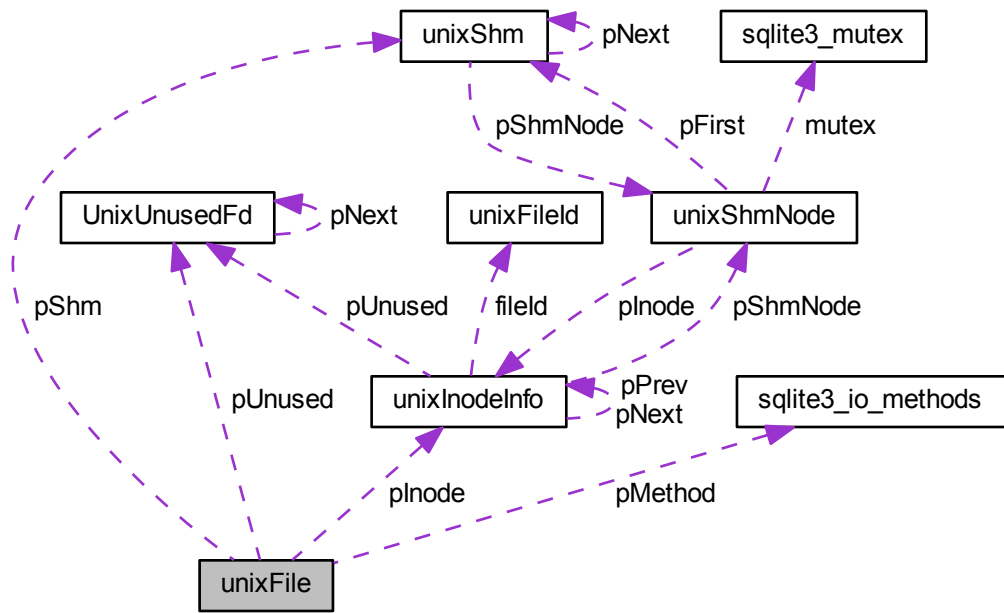 unixShm
pNext
sqlite3_mutex
pShmNode
pFirst
mutex
UnixUnusedFd
pNext
unixFileId
unixShmNode
pShm
pUnused
fileId
pInode
pShmNode
pUnused
unixInodeInfo
pPrev
pNext
sqlite3_io_methods
pInode
pMethod
unixFile